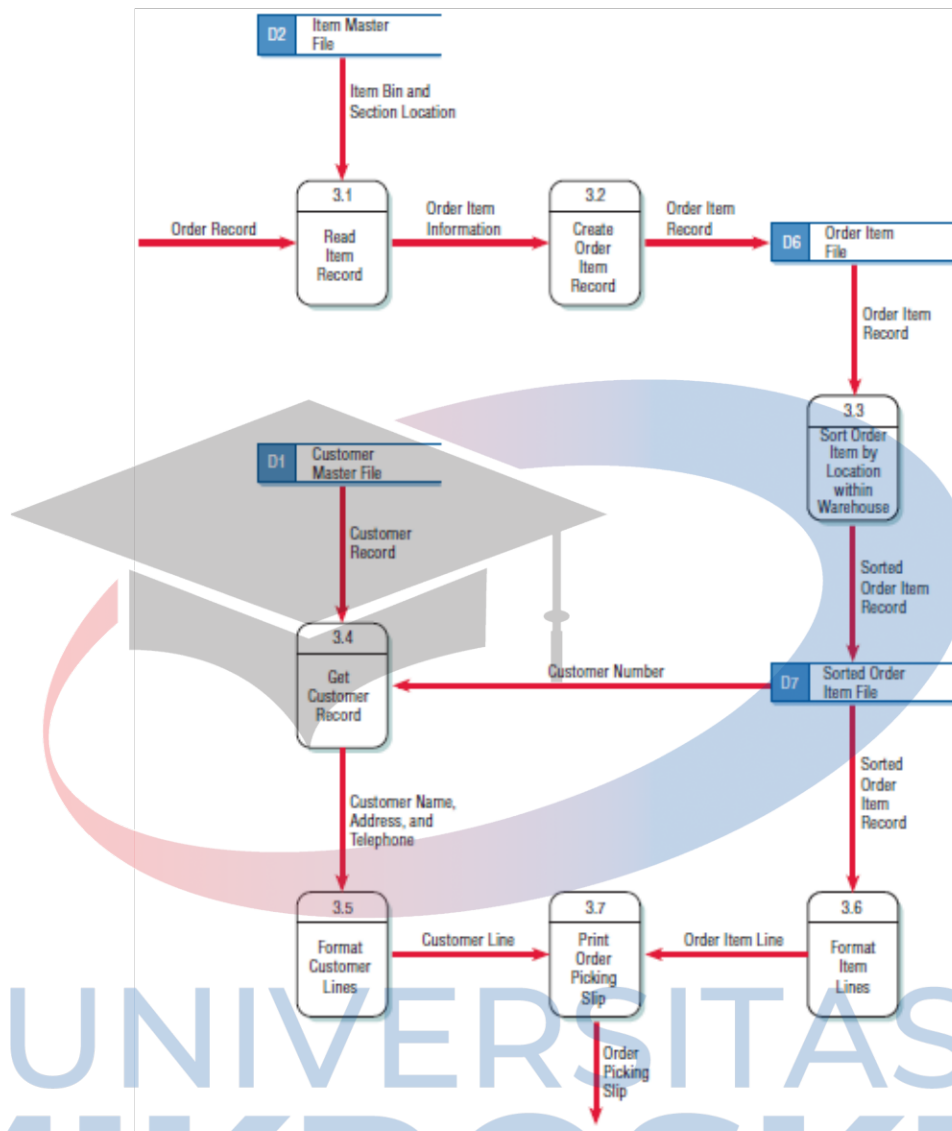 D2
Item Master
File
Item Bin and
Section Location
3.1
Read
Item
Record
Order Record
Order Item
Information
3.2
Create
Order
Item
Record
Order Item
Record
D6
Order Item
File
Order Item
Record
3.3
Sort Order
Item by
Location
within
Warehouse
D1
Customer
Master File
Customer
Record
Sorted
Order Item
Record
3.4
Get
Customer
Record
Customer Number
D7
Sorted Order
Item File
Customer Name,
Address, and
Telephone
Sorted
Order
Item
Record
3.5
Format
Customer
Lines
Customer Line
3.7
Print
Order
Picking
Slip
Order Item Line
3.6
Format
Item
Lines
Order
Picking
Slip
UNIVERSITAS